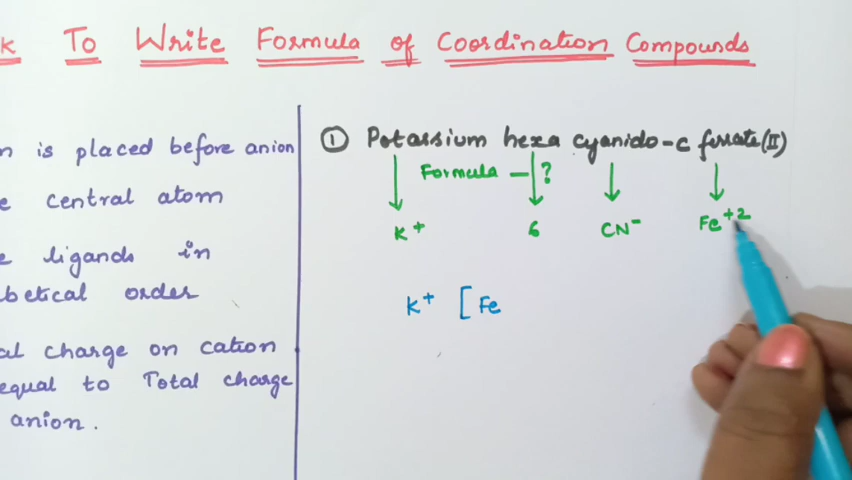 k To Write Formula of Coordination Compounds
n is placed before anion
e central atom
e ligands in
betical order
al charge on cation
equal to Total charge
anion.
① Potassium hexa cyanido-c ferrate(II)
Formula - ?
K+ 6 CN- Fe+2
K+ [Fe